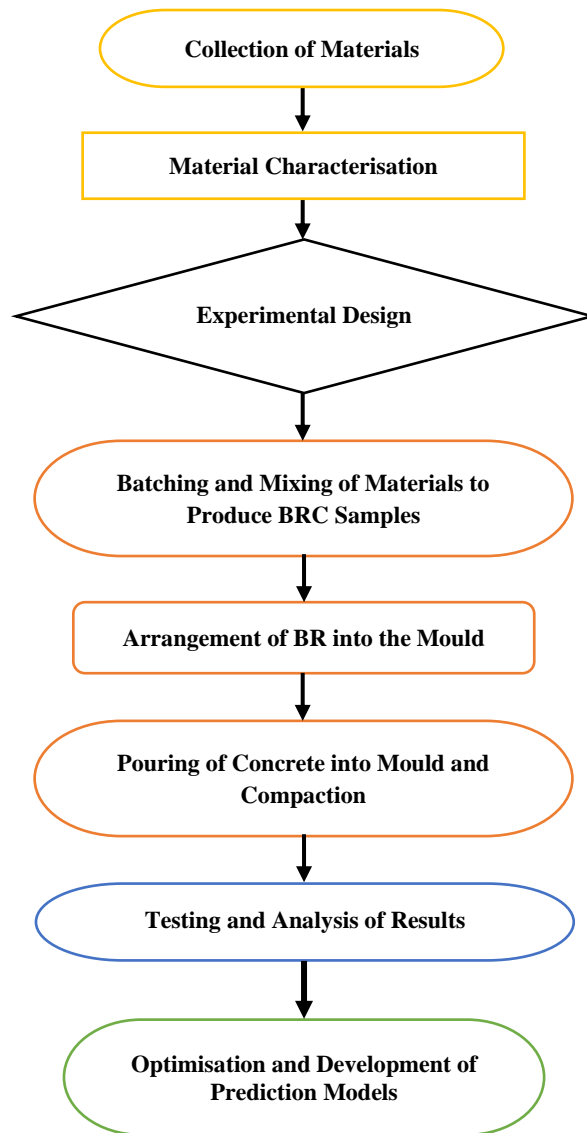 Collection of Materials
Material Characterisation
Experimental Design
Batching and Mixing of Materials to
Produce BRC Samples
Arrangement of BR into the Mould
Pouring of Concrete into Mould and
Compaction
Testing and Analysis of Results
Optimisation and Development of
Prediction Models